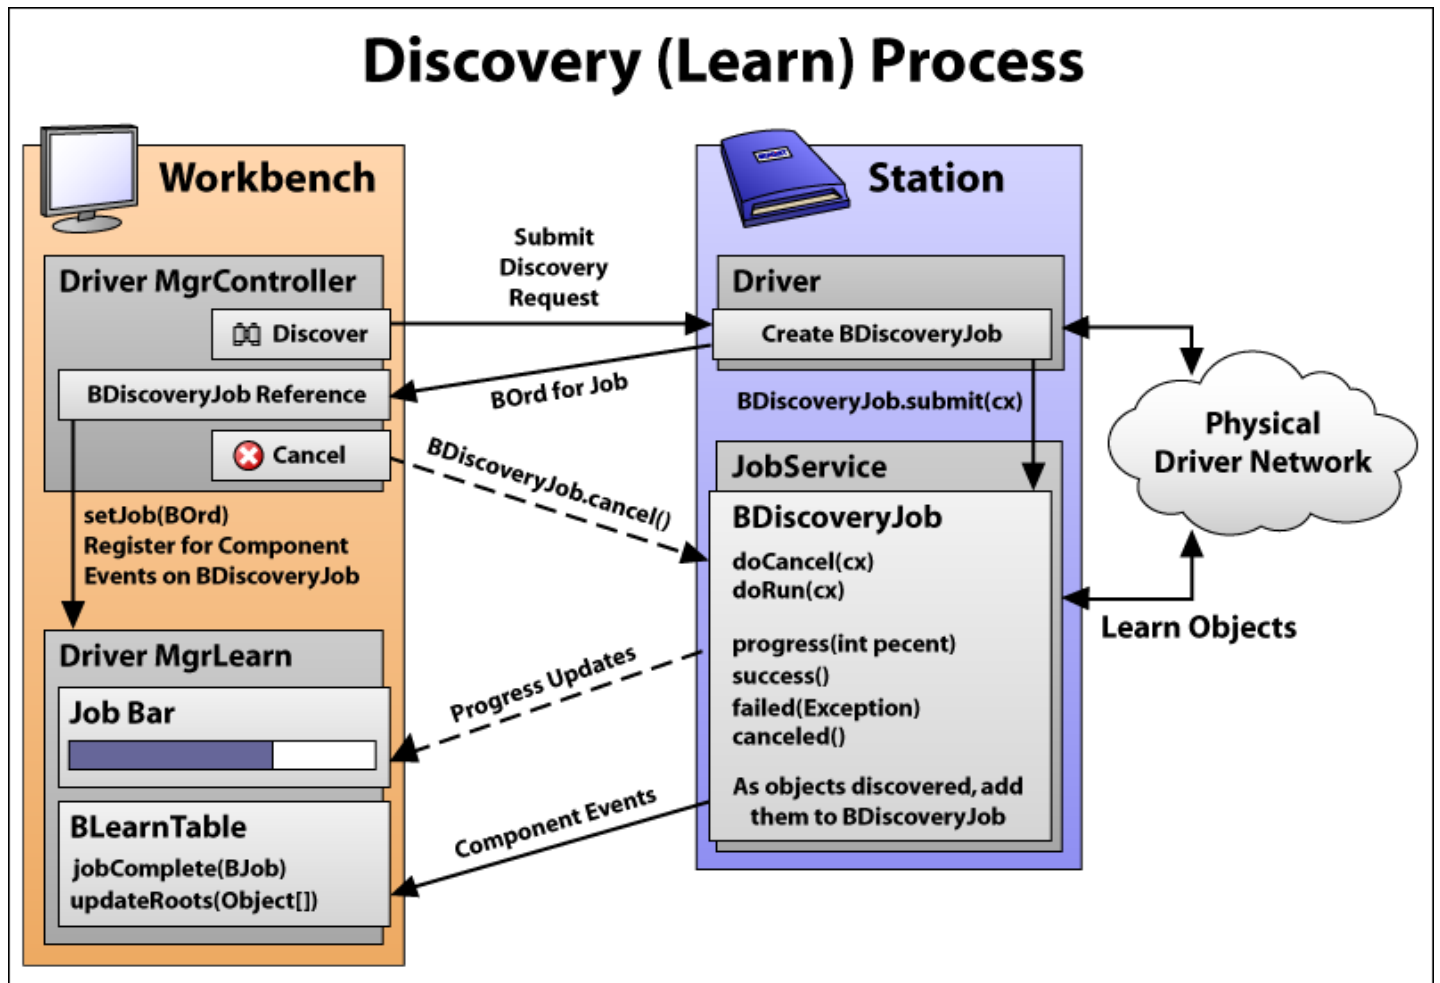 Discovery (Learn) Process
Workbench
Driver MgrController
Discover
BDiscoveryJob Reference
Cancel
setJob(BOrd)
Register for Component
Events on BDiscoveryJob
Driver MgrLearn
Job Bar
BLearnTable
jobComplete(BJob)
updateRoots(Object[])
Submit
Discovery
Request
BOrd for Job
BDiscoveryJob.cancel()
Progress Updates
Component Events
Station
Driver
Create BDiscoveryJob
BDiscoveryJob.submit(cx)
JobService
BDiscoveryJob
doCancel(cx)
doRun(cx)
progress(int pecent)
success()
failed(Exception)
canceled()
As objects discovered, add
them to BDiscoveryJob
Physical
Driver Network
Learn Objects